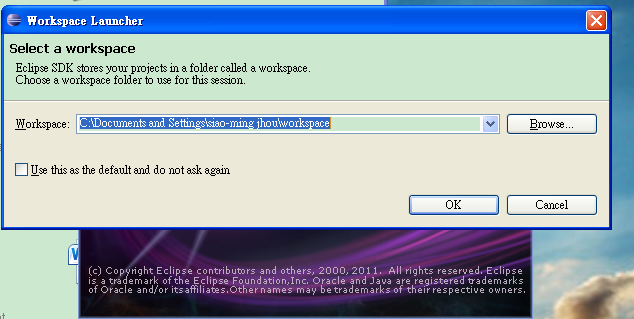 Workspace Launcher
Select a workspace
Eclipse SDK stores your projects in a folder called a workspace.
Choose a workspace folder to use for this session.
Workspace: C:\Documents and Settings\siao-ming jhou\workspace Browse...
Use this as the default and do not ask again
OK Cancel
W
(c) Copyright Eclipse contributors and others, 2000, 2011. All rights reserved. Eclipse
is a trademark of the Eclipse Foundation,Inc. Oracle and Java are registered trademarks
of Oracle and/or itsaffiliates.Other names may be trademarks of their respective owners.